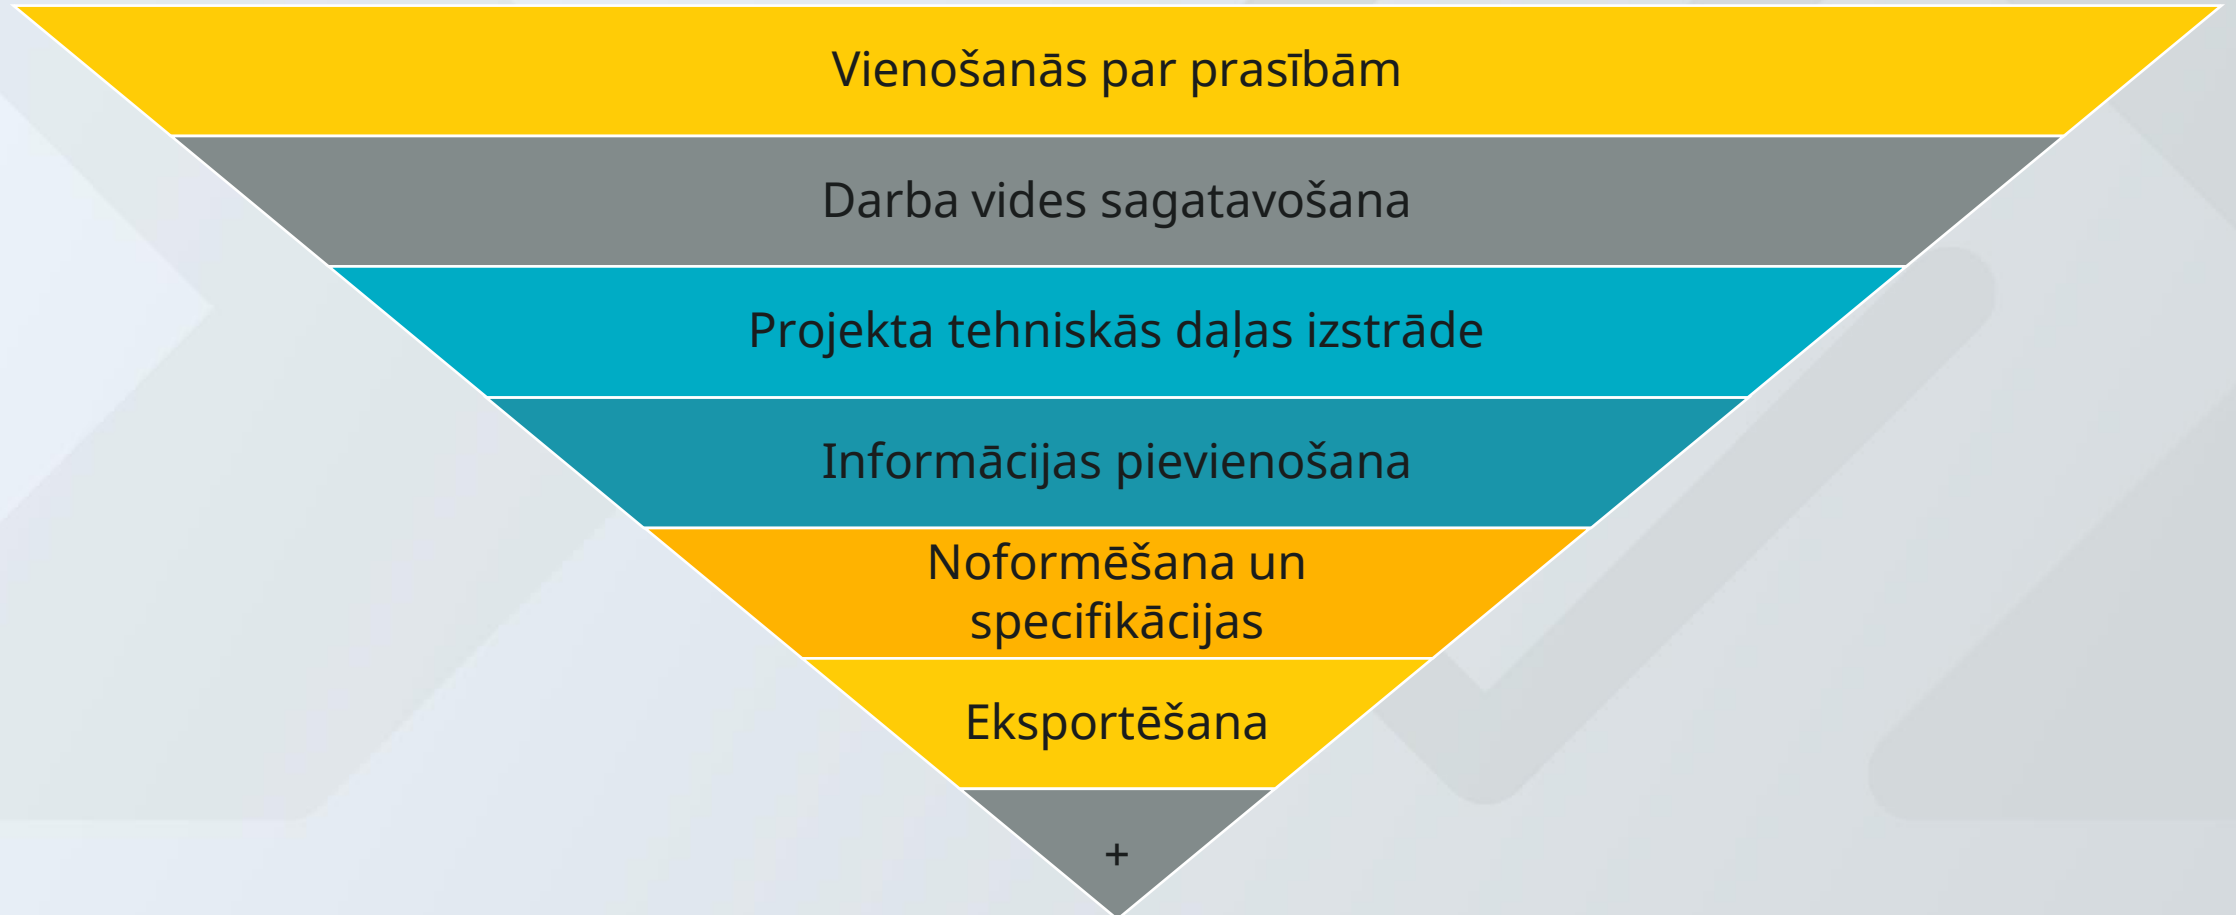 Vienošanās par prasībām
Darba vides sagatavošana
Projekta tehniskās daļas izstrāde
Informācijas pievienošana
Noformēšana un
specifikācijas
Eksportēšana
+